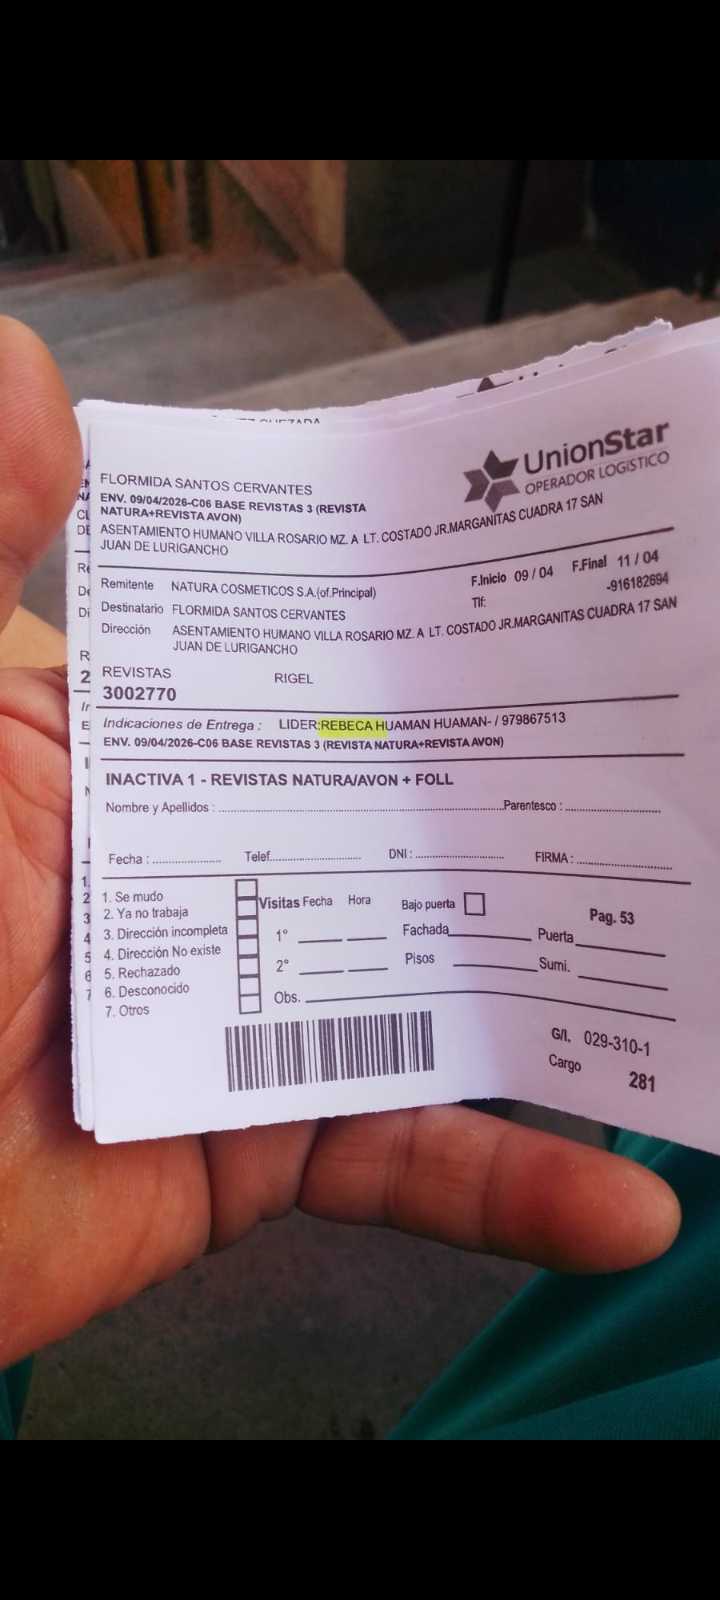 UnionStar
OPERADOR LOGÍSTICO
FLORMIDA SANTOS CERVANTES
ENV. 09/04/2026-C06 BASE REVISTAS 3 (REVISTA
NATURA+REVISTA AVON)
ASENTAMIENTO HUMANO VILLA ROSARIO MZ. A LT. COSTADO JR.MARGANITAS CUADRA 17 SAN
JUAN DE LURIGANCHO
Remitente NATURA COSMETICOS S.A.(of.Principal)
F.Inicio 09 / 04 F.Final 11 / 04
Destinatario FLORMIDA SANTOS CERVANTES
Tlf: -916182694
Dirección ASENTAMIENTO HUMANO VILLA ROSARIO MZ. A LT. COSTADO JR.MARGANITAS CUADRA 17 SAN
JUAN DE LURIGANCHO
REVISTAS RIGEL
3002770
Indicaciones de Entrega : LIDER:REBECA HUAMAN HUAMAN- / 979867513
ENV. 09/04/2026-C06 BASE REVISTAS 3 (REVISTA NATURA+REVISTA AVON)
INACTIVA 1 - REVISTAS NATURA/AVON + FOLL
Nombre y Apellidos : Parentesco :
Fecha : Telef. DNI : FIRMA :
1. Se mudo
2. Ya no trabaja
3. Dirección incompleta
4. Dirección No existe
5. Rechazado
6. Desconocido
7. Otros
Visitas Fecha Hora
1°
2°
Obs.
Bajo puerta
Fachada
Pisos
Pag. 53
Puerta
Sumi.
G/I. 029-310-1
Cargo 281